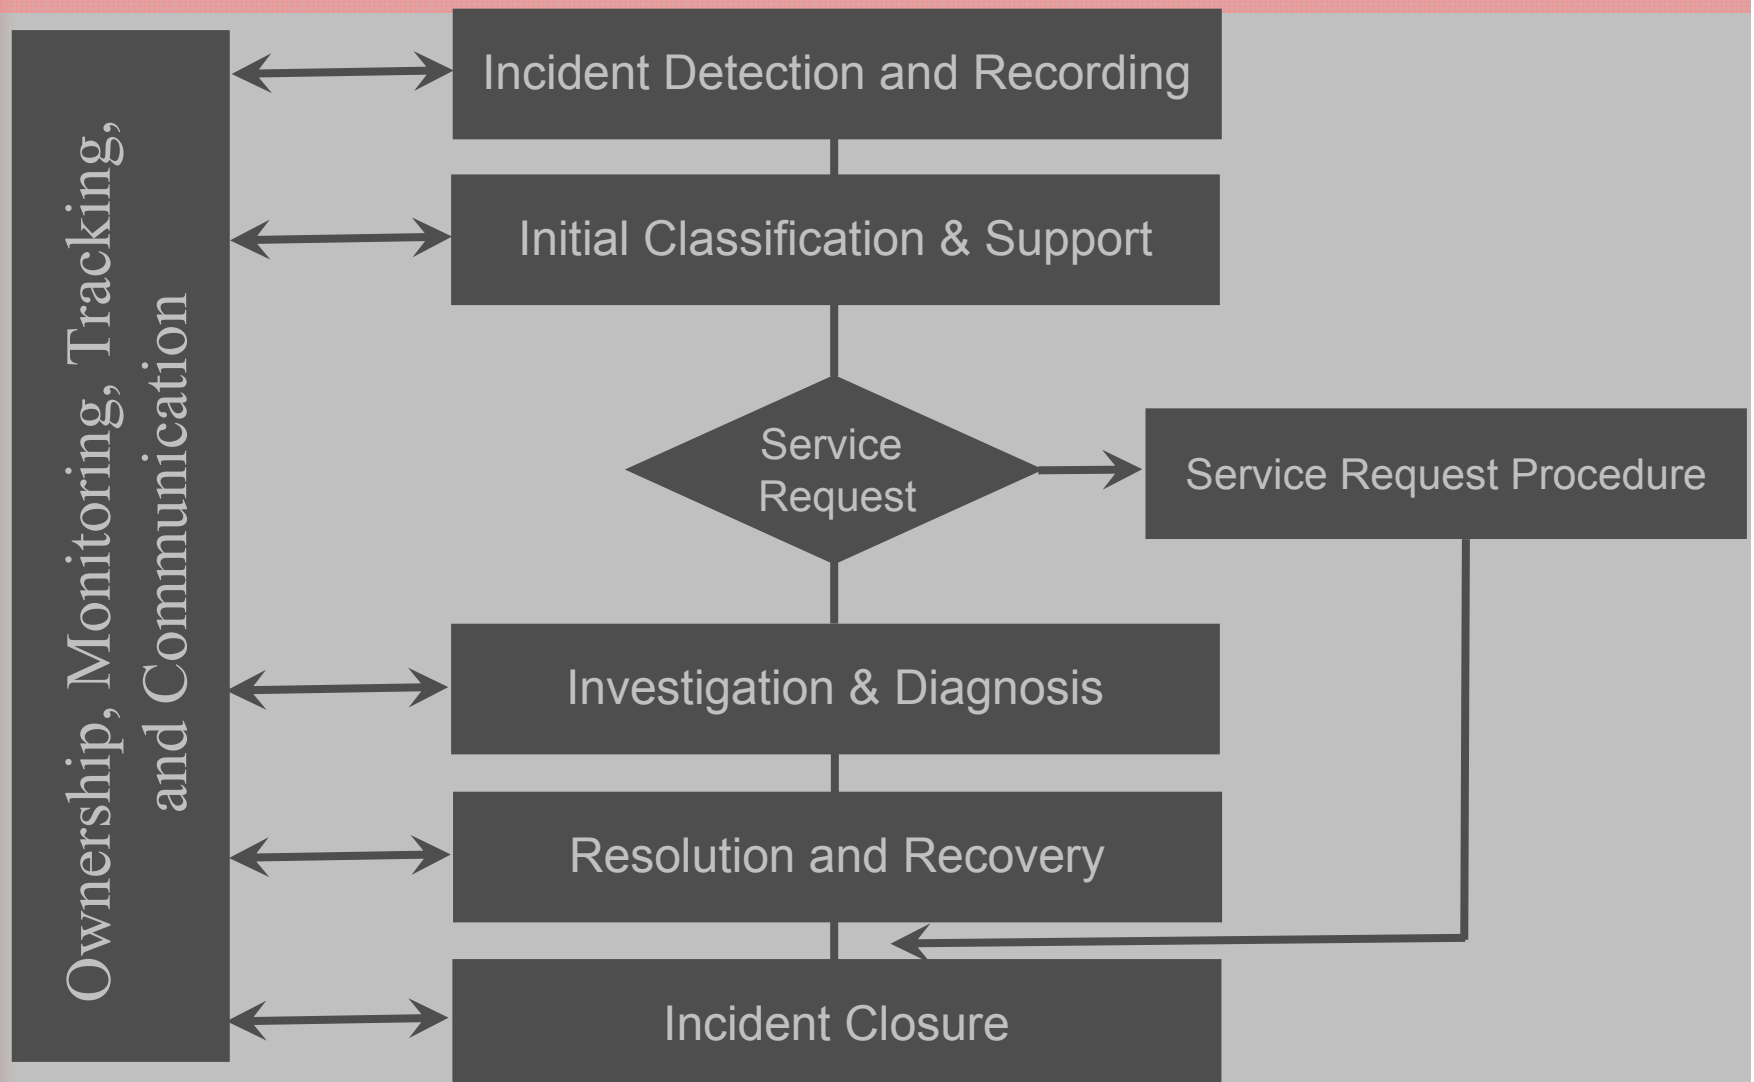 Ownership, Monitoring, Tracking,
and Communication
Incident Detection and Recording
Initial Classification & Support
Service
Request
Service Request Procedure
Investigation & Diagnosis
Resolution and Recovery
Incident Closure